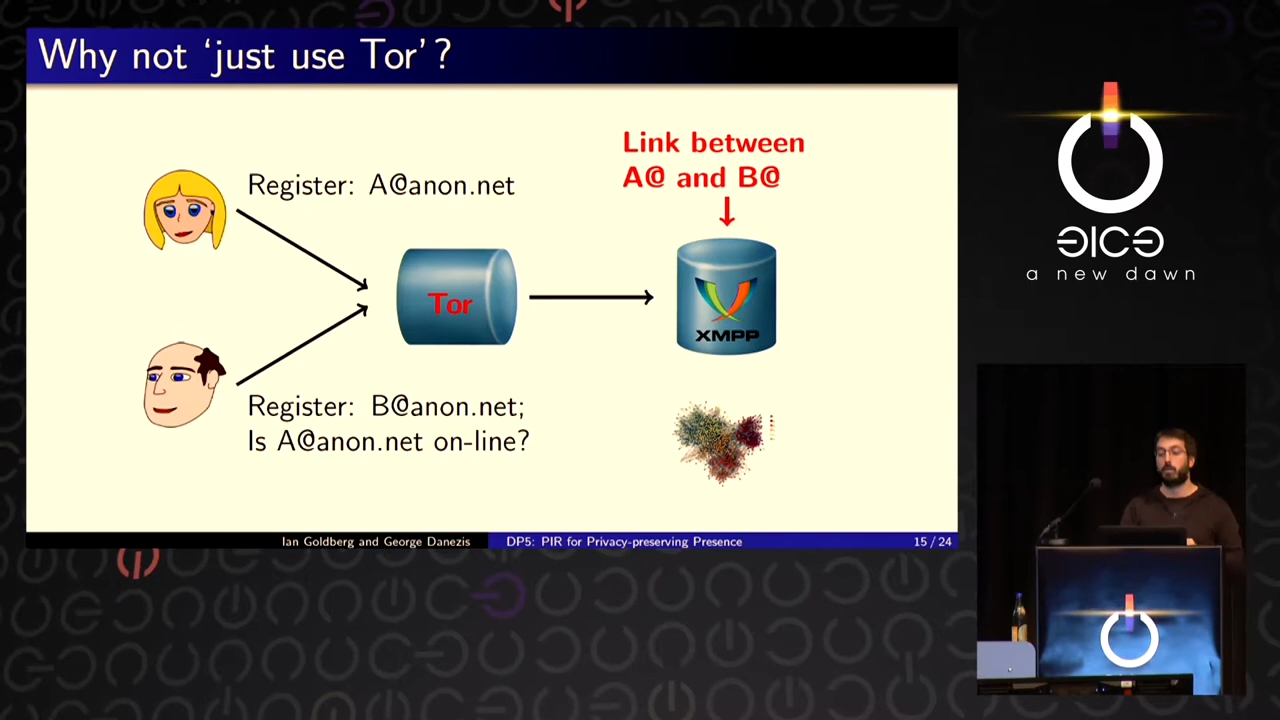 Why not ‘just use Tor’?
Link between
A@ and B@
Register: A@anon.net
Tor
XMPP
Register: B@anon.net;
Is A@anon.net on-line?
Ian Goldberg and George Danezis
DP5: PIR for Privacy-preserving Presence
15 / 24
a new dawn